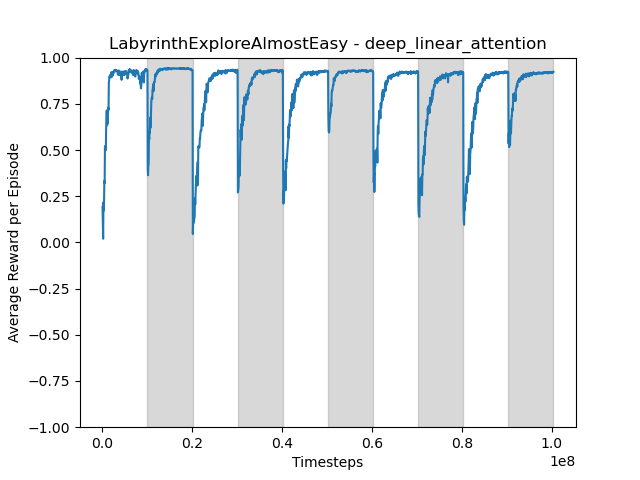 LabyrinthExploreAlmostEasy - deep_linear_attention
Average Reward per Episode
1.00
0.75
0.50
0.25
0.00
−0.25
−0.50
−0.75
−1.00
0.0 0.2 0.4 0.6 0.8 1.0
1e8
Timesteps